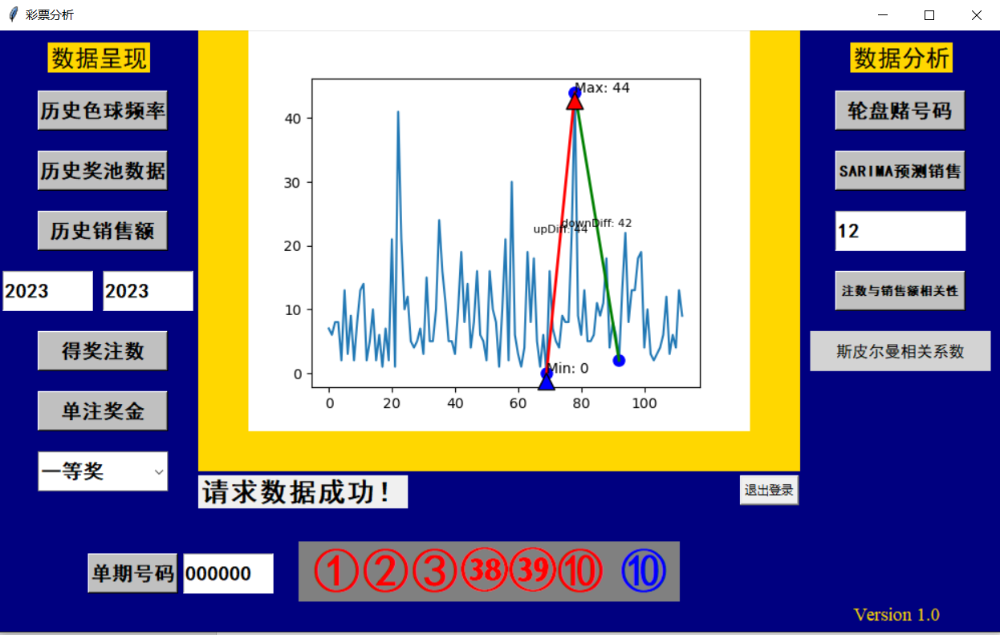 彩票分析
数据呈现
历史色球频率
历史奖池数据
历史销售额
2023 2023
得奖注数
单注奖金
一等奖
Max: 44
40
30
20
10
0
upDiff: 44
downDiff: 42
Min: 0
0 20 40 60 80 100
请求数据成功！
退出登录
数据分析
轮盘赌号码
SARIMA预测销售
12
注数与销售额相关性
斯皮尔曼相关系数
单期号码 000000
① ② ③ ㊳ ㊴ ⑩ ⑩
Version 1.0